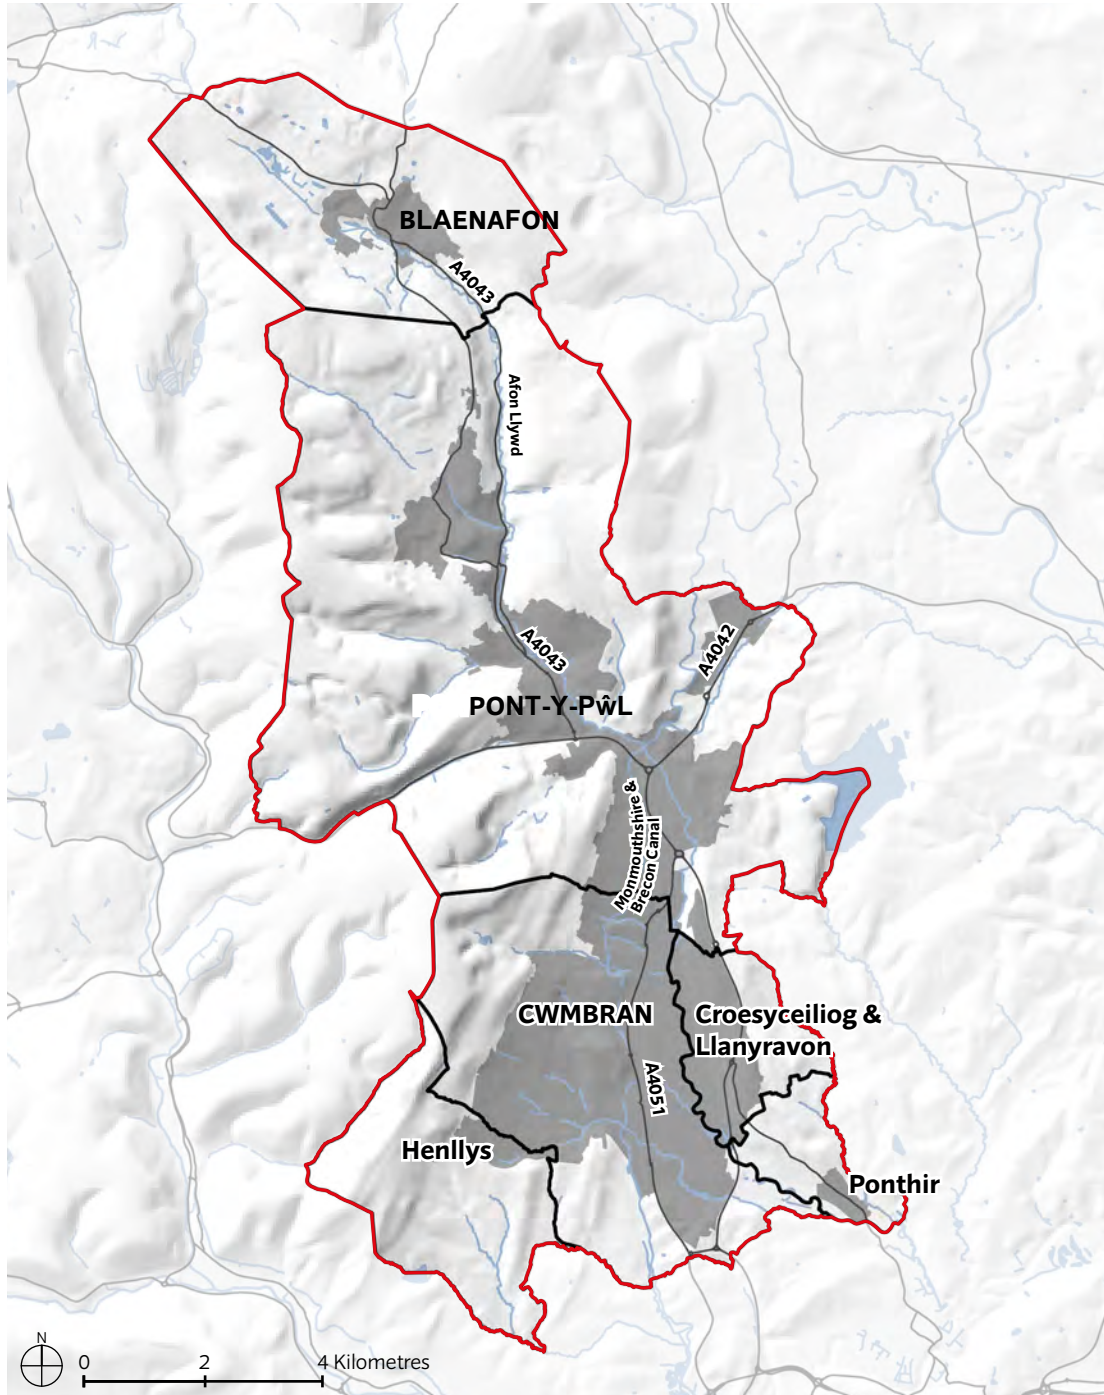 BLAENAFON
A4043
Afon Llywd
A4043
A4042
PONT-Y-PŵL
Monmouthshire &
Brecon Canal
CWMBRAN
Croesyceiliog &
Llanyravon
A4051
Henllys
Ponthir
N
0 2 4 Kilometres